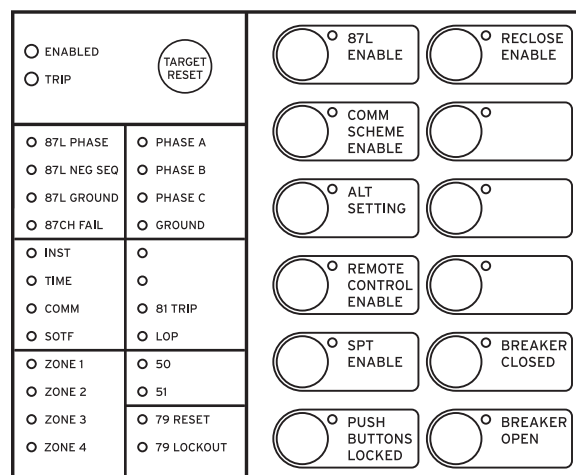 ENABLED
TRIP
TARGET
RESET
87L PHASE
87L NEG SEQ
87L GROUND
87CH FAIL
PHASE A
PHASE B
PHASE C
GROUND
INST
TIME
COMM
SOTF
81 TRIP
LOP
ZONE 1
ZONE 2
ZONE 3
ZONE 4
50
51
79 RESET
79 LOCKOUT
87L
ENABLE
RECLOSE
ENABLE
COMM
SCHEME
ENABLE
ALT
SETTING
REMOTE
CONTROL
ENABLE
SPT
ENABLE
BREAKER
CLOSED
PUSH
BUTTONS
LOCKED
BREAKER
OPEN